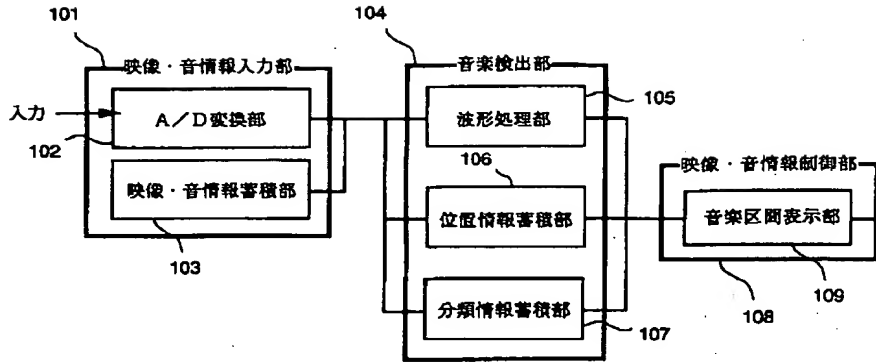 101
映像・音情報入力部
入力
A/D変換部
102
映像・音情報蓄積部
103
104
音楽検出部
波形処理部
105
106
位置情報蓄積部
分類情報蓄積部
107
映像・音情報制御部
音楽区間表示部
109
108